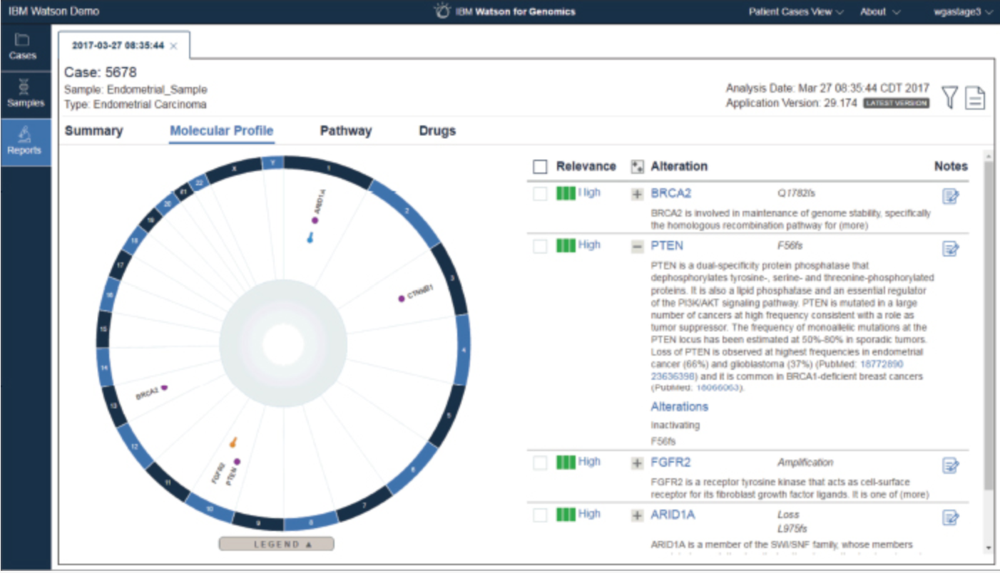 IBM Watson Demo
IBM Watson for Genomics
Patient Cases View
About
wgastage3
Cases
Samples
Reports
2017-03-27 08:35:44 ×
Case: 5678
Sample: Endometrial_Sample
Type: Endometrial Carcinoma
Analysis Date: Mar 27 08:35:44 CDT 2017
Application Version: 29.174 LATEST VERSION
Summary
Molecular Profile
Pathway
Drugs
1
2
3
4
5
6
7
8
9
10
11
12
13
14
15
16
17
18
19
20
21
22
X
Y
ARID1A
CTNNB1
BRCA2
FGFR2
PTEN
LEGEND ▲
Relevance
Alteration
Notes
High
BRCA2
Q1782fs
BRCA2 is involved in maintenance of genome stability, specifically
the homologous recombination pathway for (more)
High
PTEN
F56fs
PTEN is a dual-specificity protein phosphatase that
dephosphorylates tyrosine-, serine- and threonine-phosphorylated
proteins. It is also a lipid phosphatase and an essential regulator
of the PI3K/AKT signaling pathway. PTEN is mutated in a large
number of cancers at high frequency consistent with a role as
tumor suppressor. The frequency of monoallelic mutations at the
PTEN locus has been estimated at 50%-80% in sporadic tumors.
Loss of PTEN is observed at highest frequencies in endometrial
cancer (66%) and glioblastoma (37%) (PubMed: 18772890
23636398) and it is common in BRCA1-deficient breast cancers
(PubMed: 18066063).
Alterations
Inactivating
F56fs
High
FGFR2
Amplification
FGFR2 is a receptor tyrosine kinase that acts as cell-surface
receptor for its fibroblast growth factor ligands. It is one of (more)
High
ARID1A
Loss
L975fs
ARID1A is a member of the SWI/SNF family, whose members